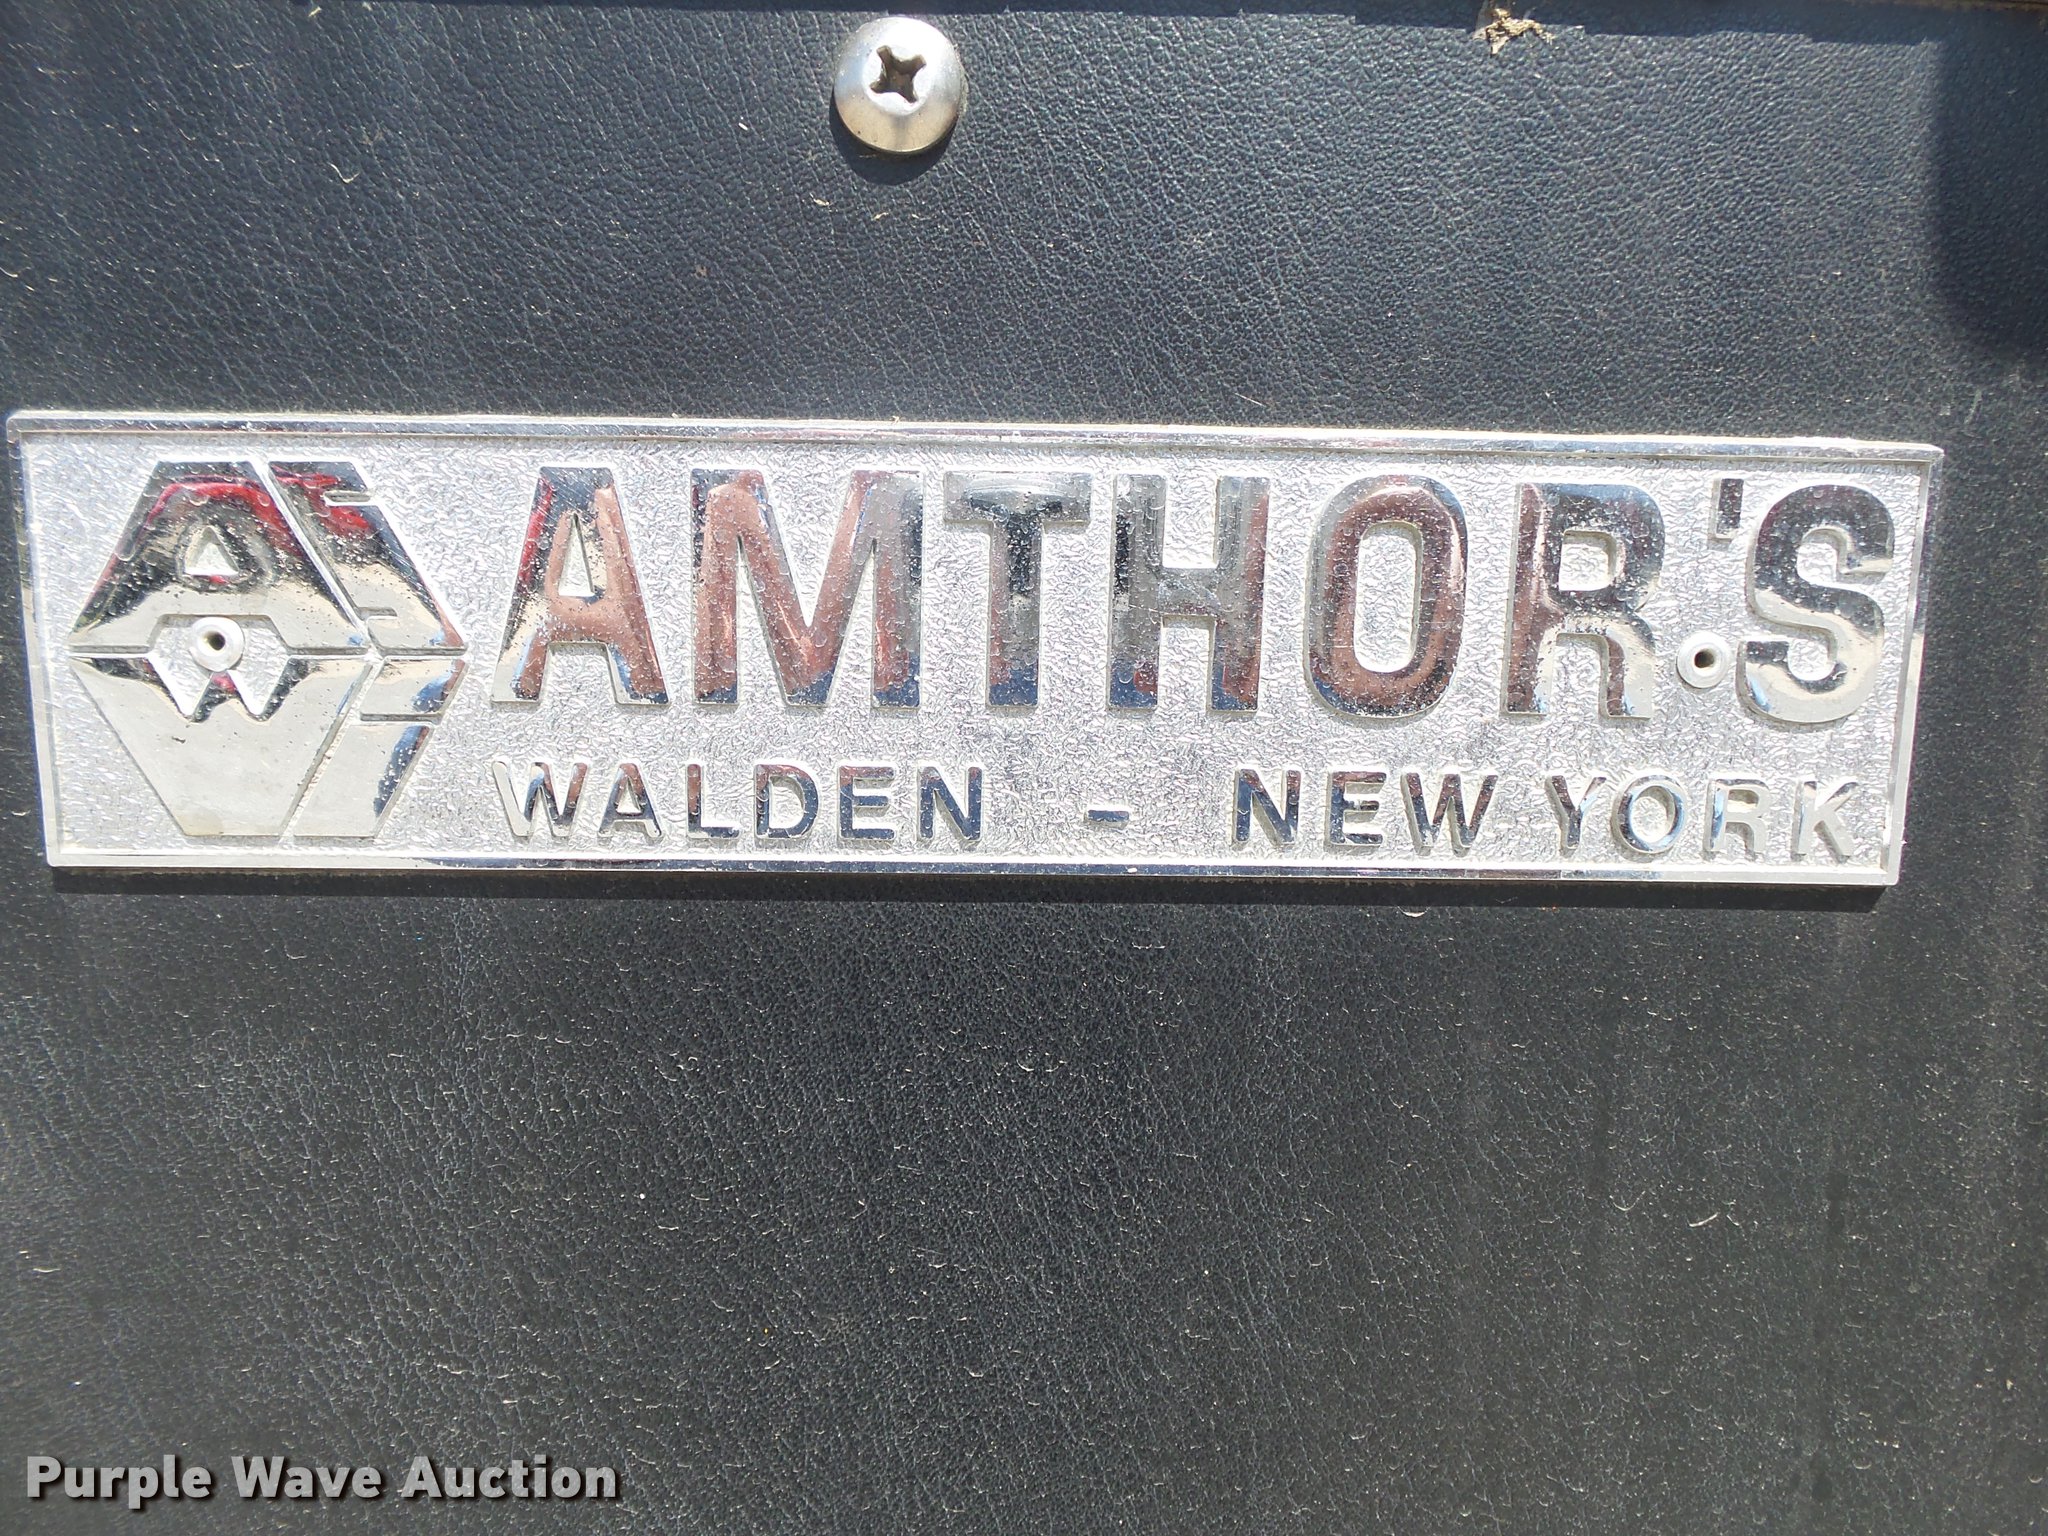 AMTHOR'S
WALDEN - NEW YORK
Purple Wave Auction